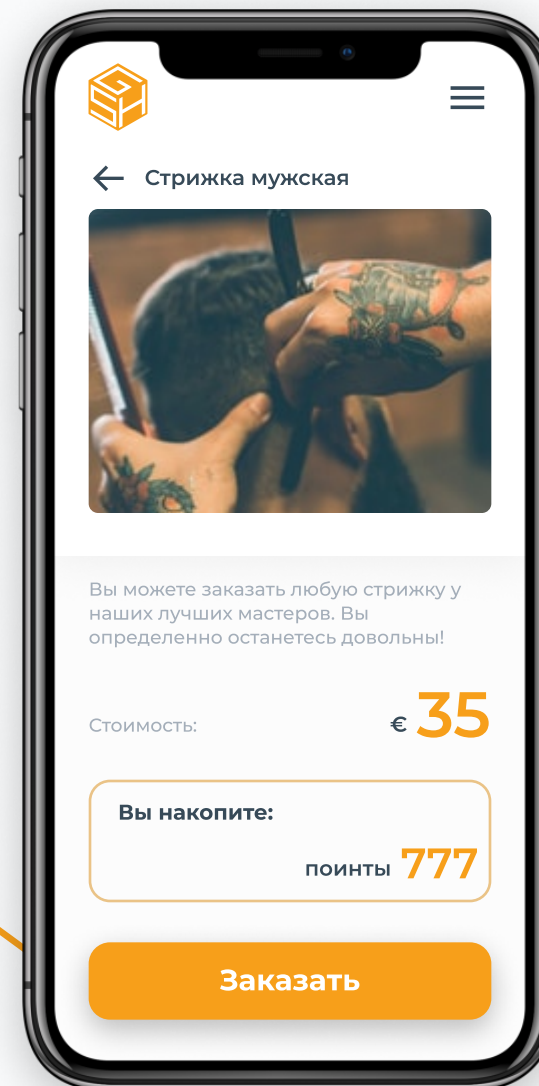 GSH
Стрижка мужская
Вы можете заказать любую стрижку у
наших лучших мастеров. Вы
определенно останетесь довольны!
Стоимость: € 35
Вы накопите:
поинты 777
Заказать